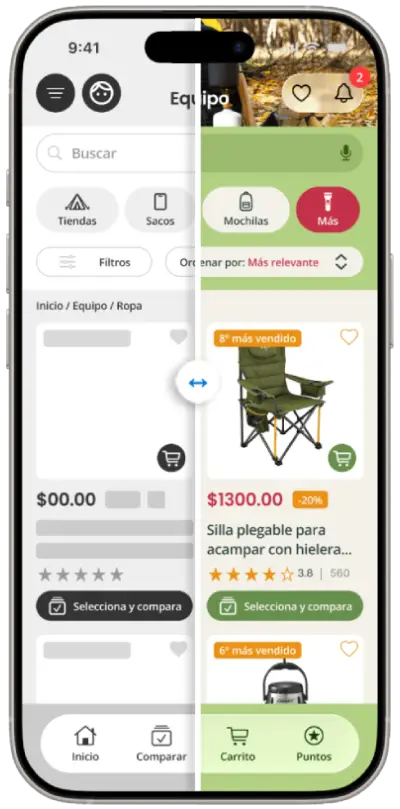 9:41
2
Equipo
Buscar
Tiendas
Sacos
Mochilas
Más
Filtros
Ordenar por: Más relevante
Inicio / Equipo / Ropa
8º más vendido
$00.00
$1300.00
-20%
Silla plegable para
acampar con hielera...
3.8 | 560
Selecciona y compara
Selecciona y compara
6º más vendido
Inicio
Comparar
Carrito
Puntos